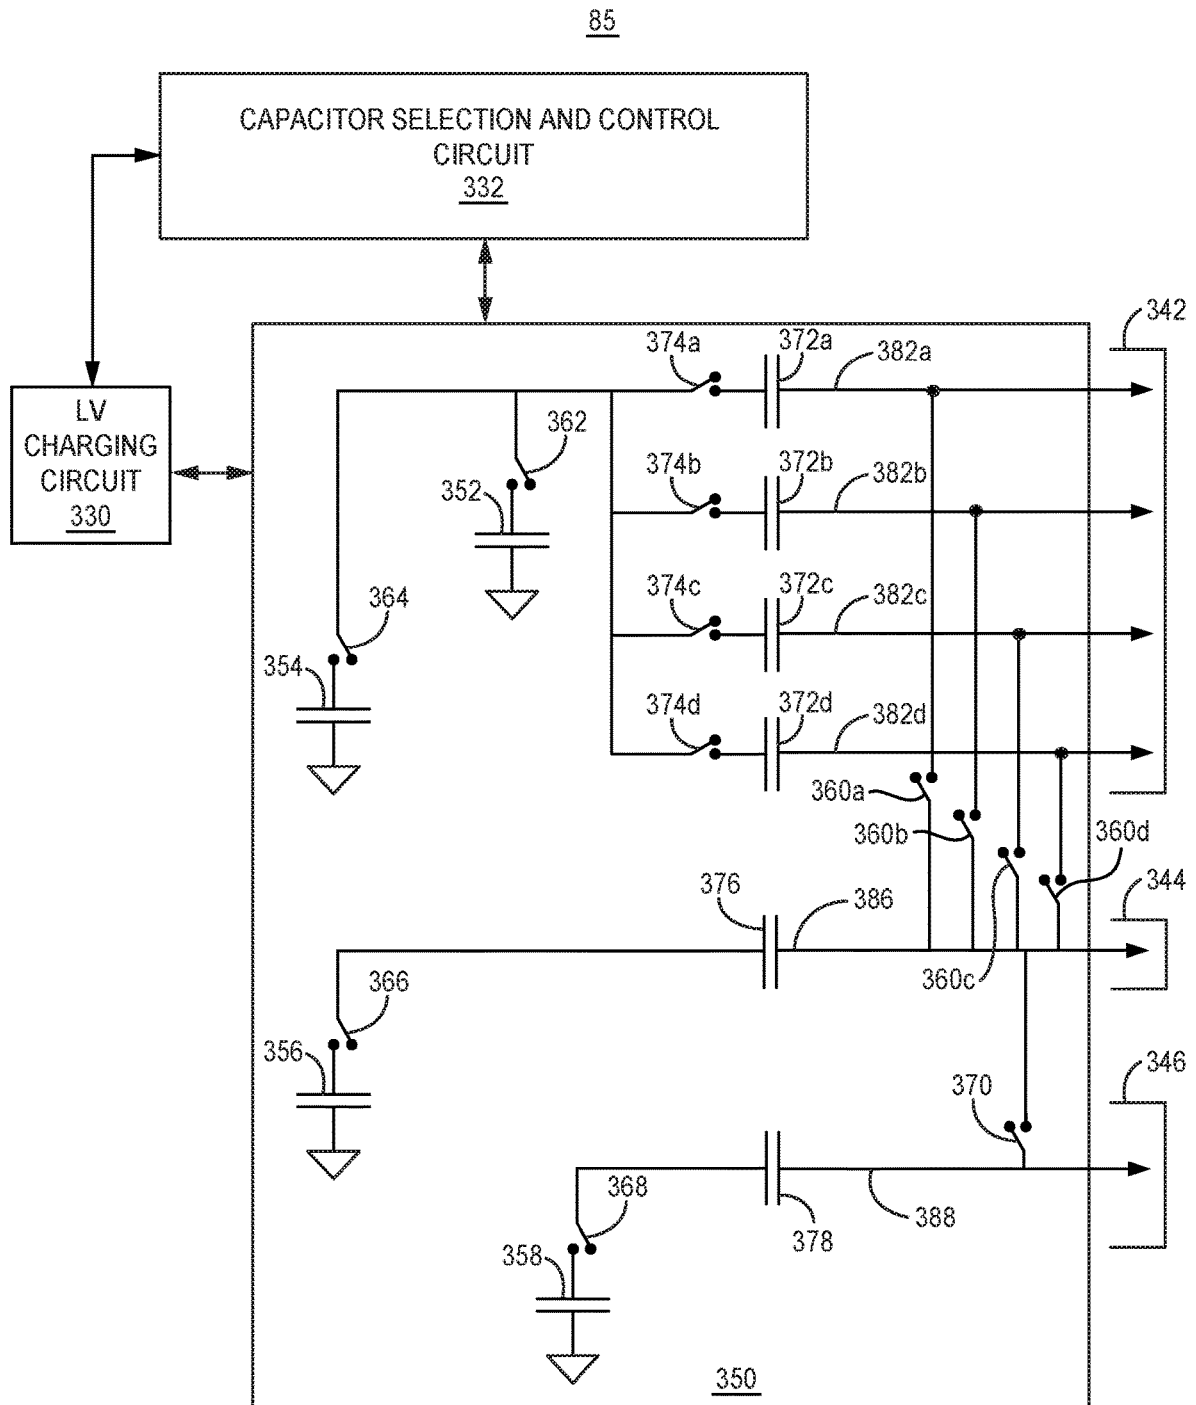 85
CAPACITOR SELECTION AND CONTROL
CIRCUIT
332
342
374a
372a
382a
LV
CHARGING
CIRCUIT
330
362
352
374b
372b
382b
364
354
374c
372c
382c
374d
372d
382d
360a
360b
360d
376
386
344
360c
366
356
346
370
368
378
388
358
350